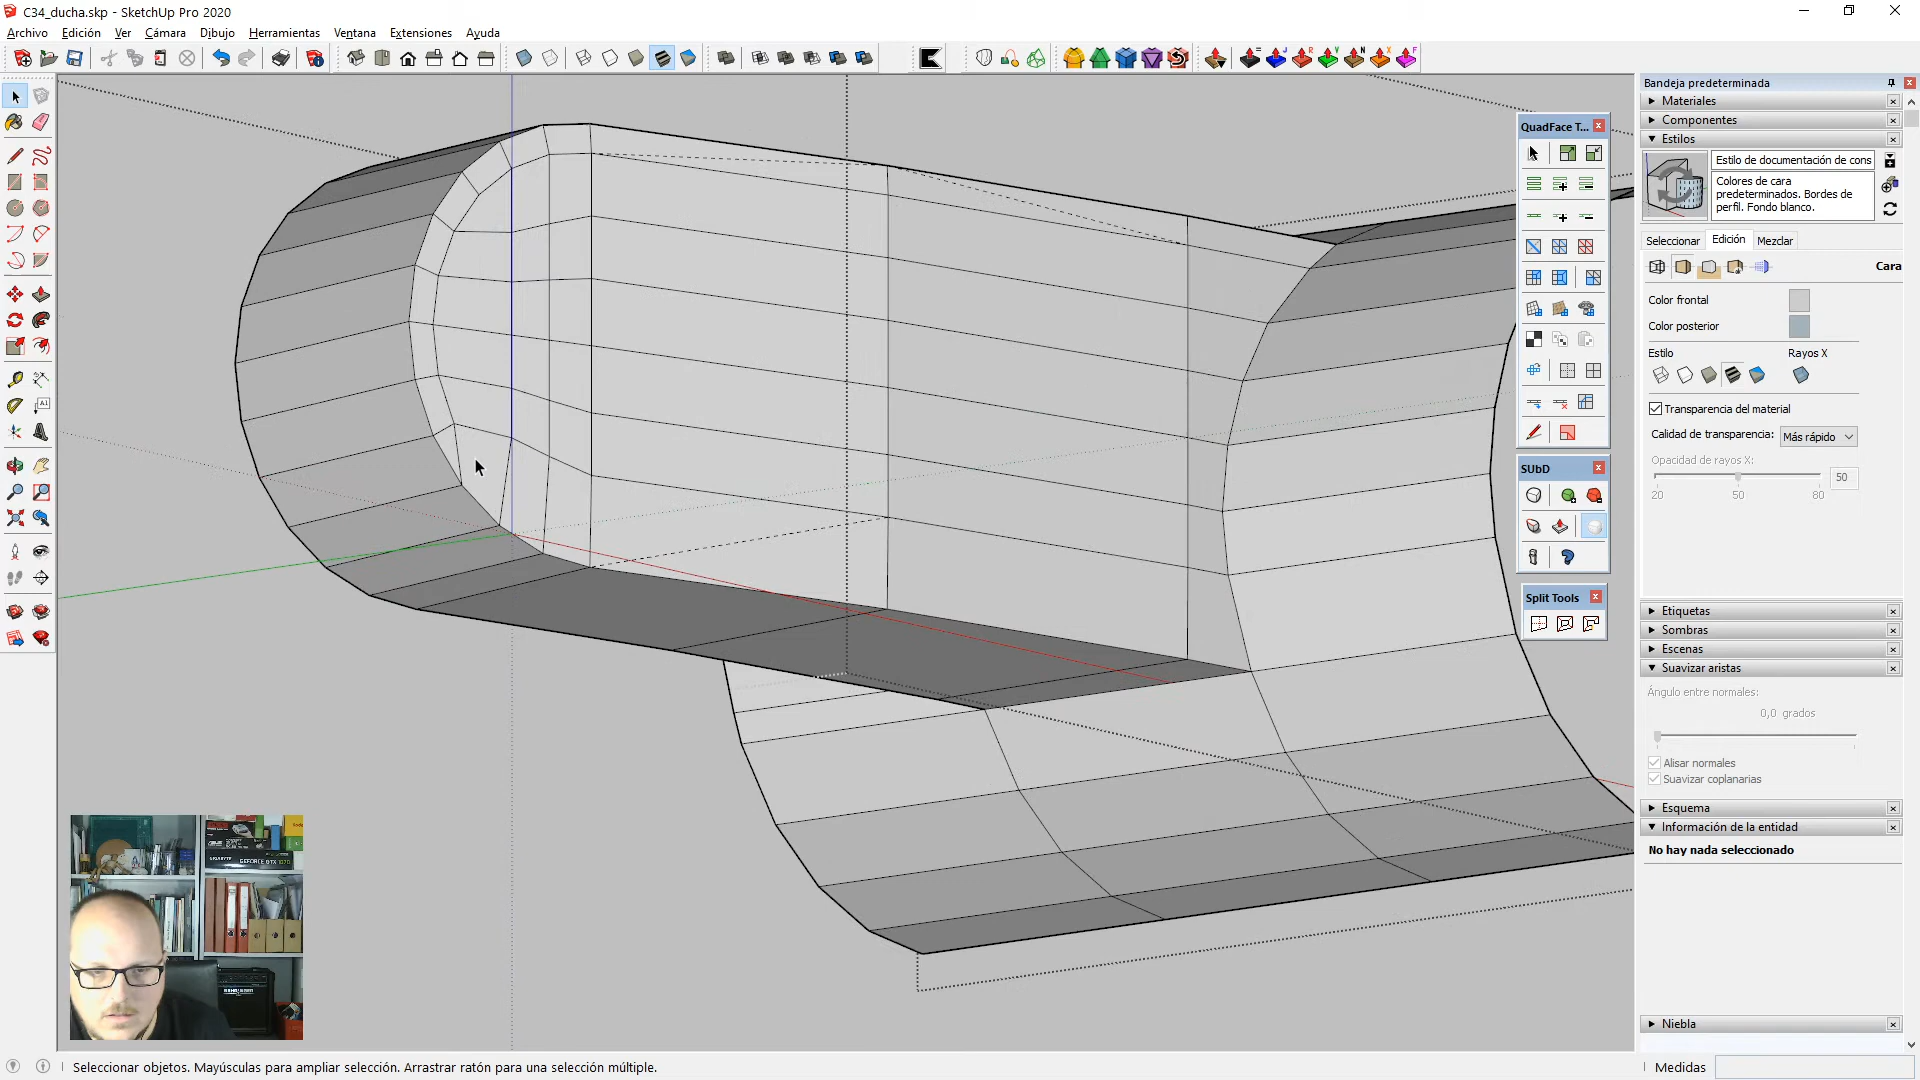 C34_ducha.skp - SketchUp Pro 2020
Archivo Edición Ver Cámara Dibujo Herramientas Ventana Extensiones Ayuda
Bandeja predeterminada
Materiales
Componentes
Estilos
Estilo de documentación de cons
Colores de cara
predeterminados. Bordes de
perfil. Fondo blanco.
Seleccionar Edición Mezclar
Cara
Color frontal
Color posterior
Estilo Rayos X
Transparencia del material
Calidad de transparencia: Más rápido
Opacidad de rayos X:
50
20 50 80
Etiquetas
Sombras
Escenas
Suavizar aristas
Ángulo entre normales:
0,0 grados
Alisar normales
Suavizar coplanarias
Esquema
Información de la entidad
No hay nada seleccionado
Niebla
QuadFace T...
SUbD
Split Tools
A1
GEFORCE GTX 1070
Seleccionar objetos. Mayúsculas para ampliar selección. Arrastrar ratón para una selección múltiple.
Medidas